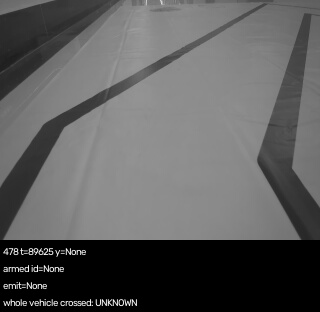 478 t=89625 y=None
armed id=None
emit=None
whole vehicle crossed: UNKNOWN